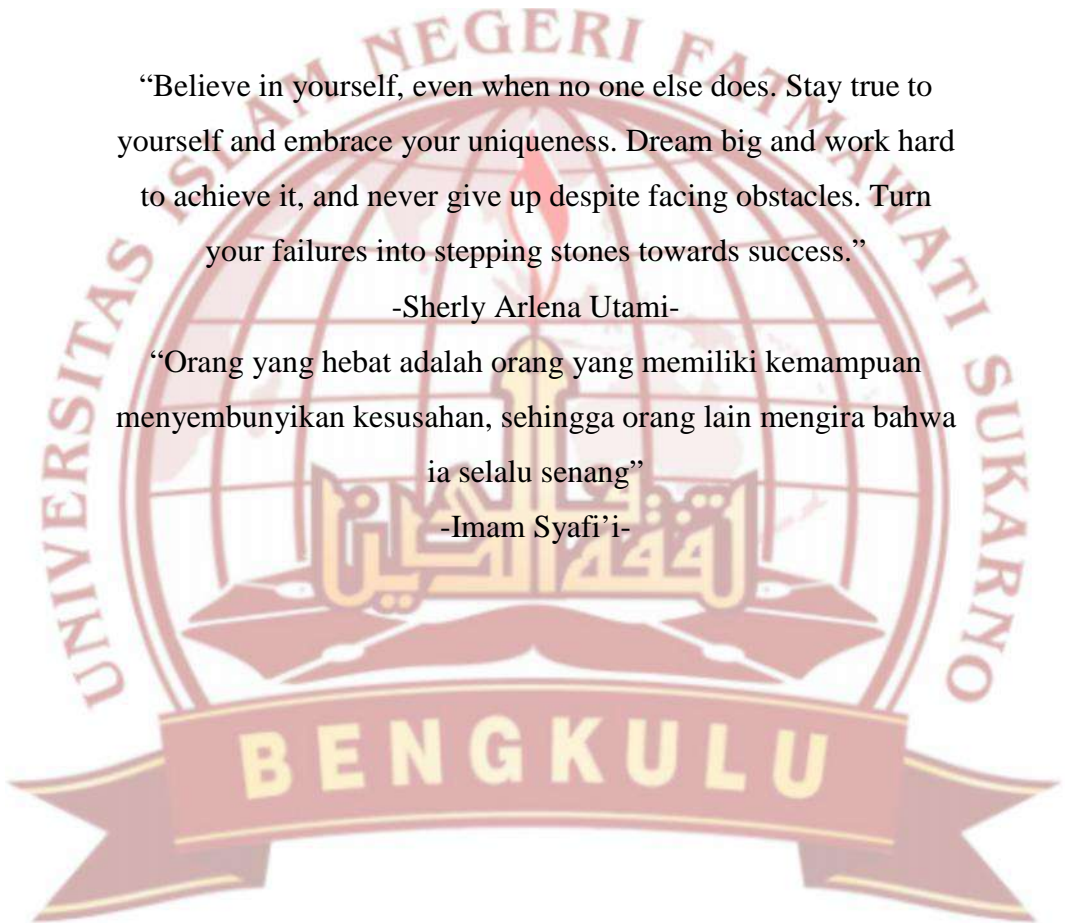 UNIVERSITAS ISLAM NEGERI FATMAWATI SUKARNO
“Believe in yourself, even when no one else does. Stay true to
yourself and embrace your uniqueness. Dream big and work hard
to achieve it, and never give up despite facing obstacles. Turn
your failures into stepping stones towards success.”
-Sherly Arlena Utami-
“Orang yang hebat adalah orang yang memiliki kemampuan
menyembunyikan kesusahan, sehingga orang lain mengira bahwa
ia selalu senang”
-Imam Syafi’i-
BENGKULU